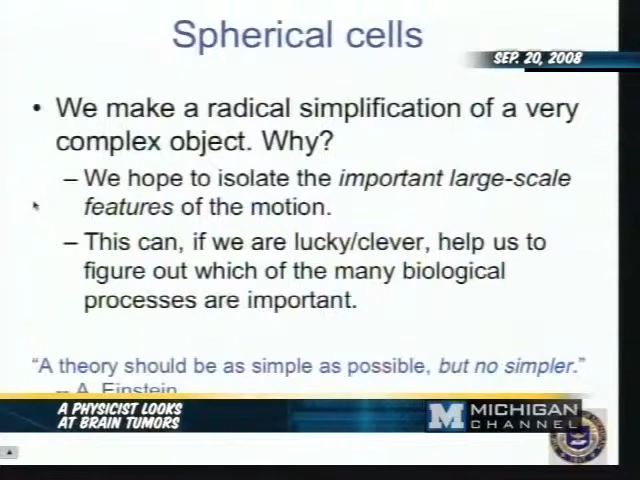 Spherical cells
SEP. 20, 2008
• We make a radical simplification of a very
complex object. Why?
– We hope to isolate the important large-scale
features of the motion.
– This can, if we are lucky/clever, help us to
figure out which of the many biological
processes are important.
“A theory should be as simple as possible, but no simpler.”
-- A. Einstein
A PHYSICIST LOOKS
AT BRAIN TUMORS
M MICHIGAN
CHANNEL